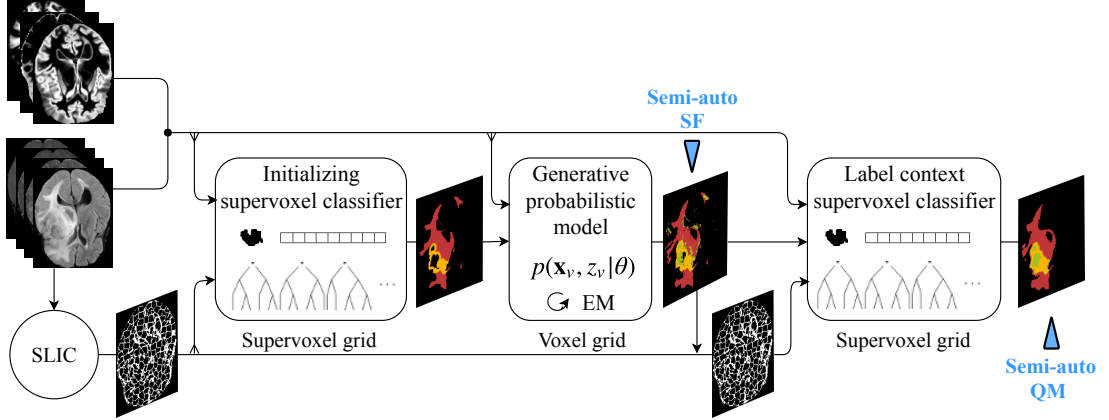 Semi-auto
SF
Initializing
supervoxel classifier
. . .
Supervoxel grid
Generative
probabilistic
model
p(𝐱ᵥ, zᵥ|θ)
EM
Voxel grid
Label context
supervoxel classifier
. . .
Supervoxel grid
SLIC
Semi-auto
QM